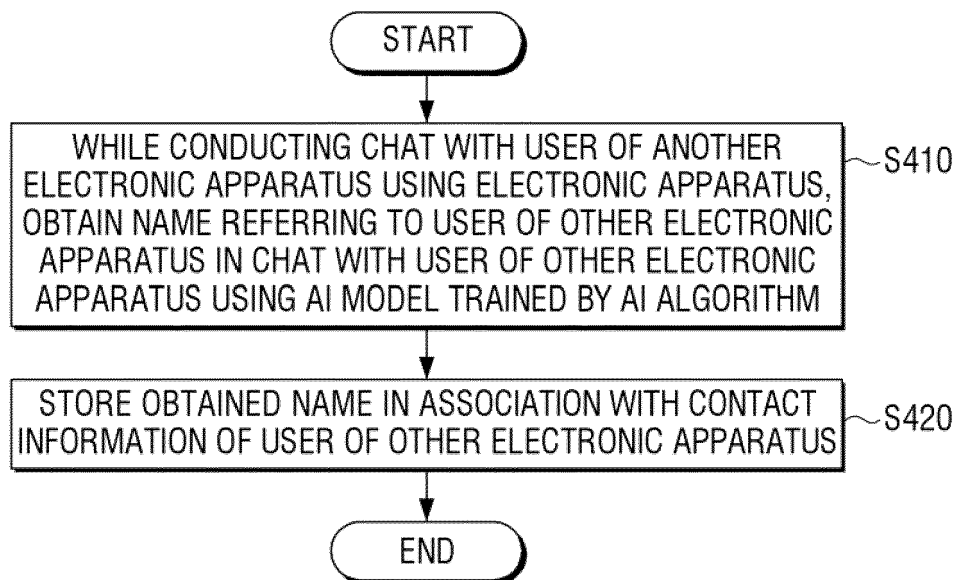 START
WHILE CONDUCTING CHAT WITH USER OF ANOTHER
ELECTRONIC APPARATUS USING ELECTRONIC APPARATUS,
OBTAIN NAME REFERRING TO USER OF OTHER ELECTRONIC
APPARATUS IN CHAT WITH USER OF OTHER ELECTRONIC
APPARATUS USING AI MODEL TRAINED BY AI ALGORITHM
S410
STORE OBTAINED NAME IN ASSOCIATION WITH CONTACT
INFORMATION OF USER OF OTHER ELECTRONIC APPARATUS
S420
END